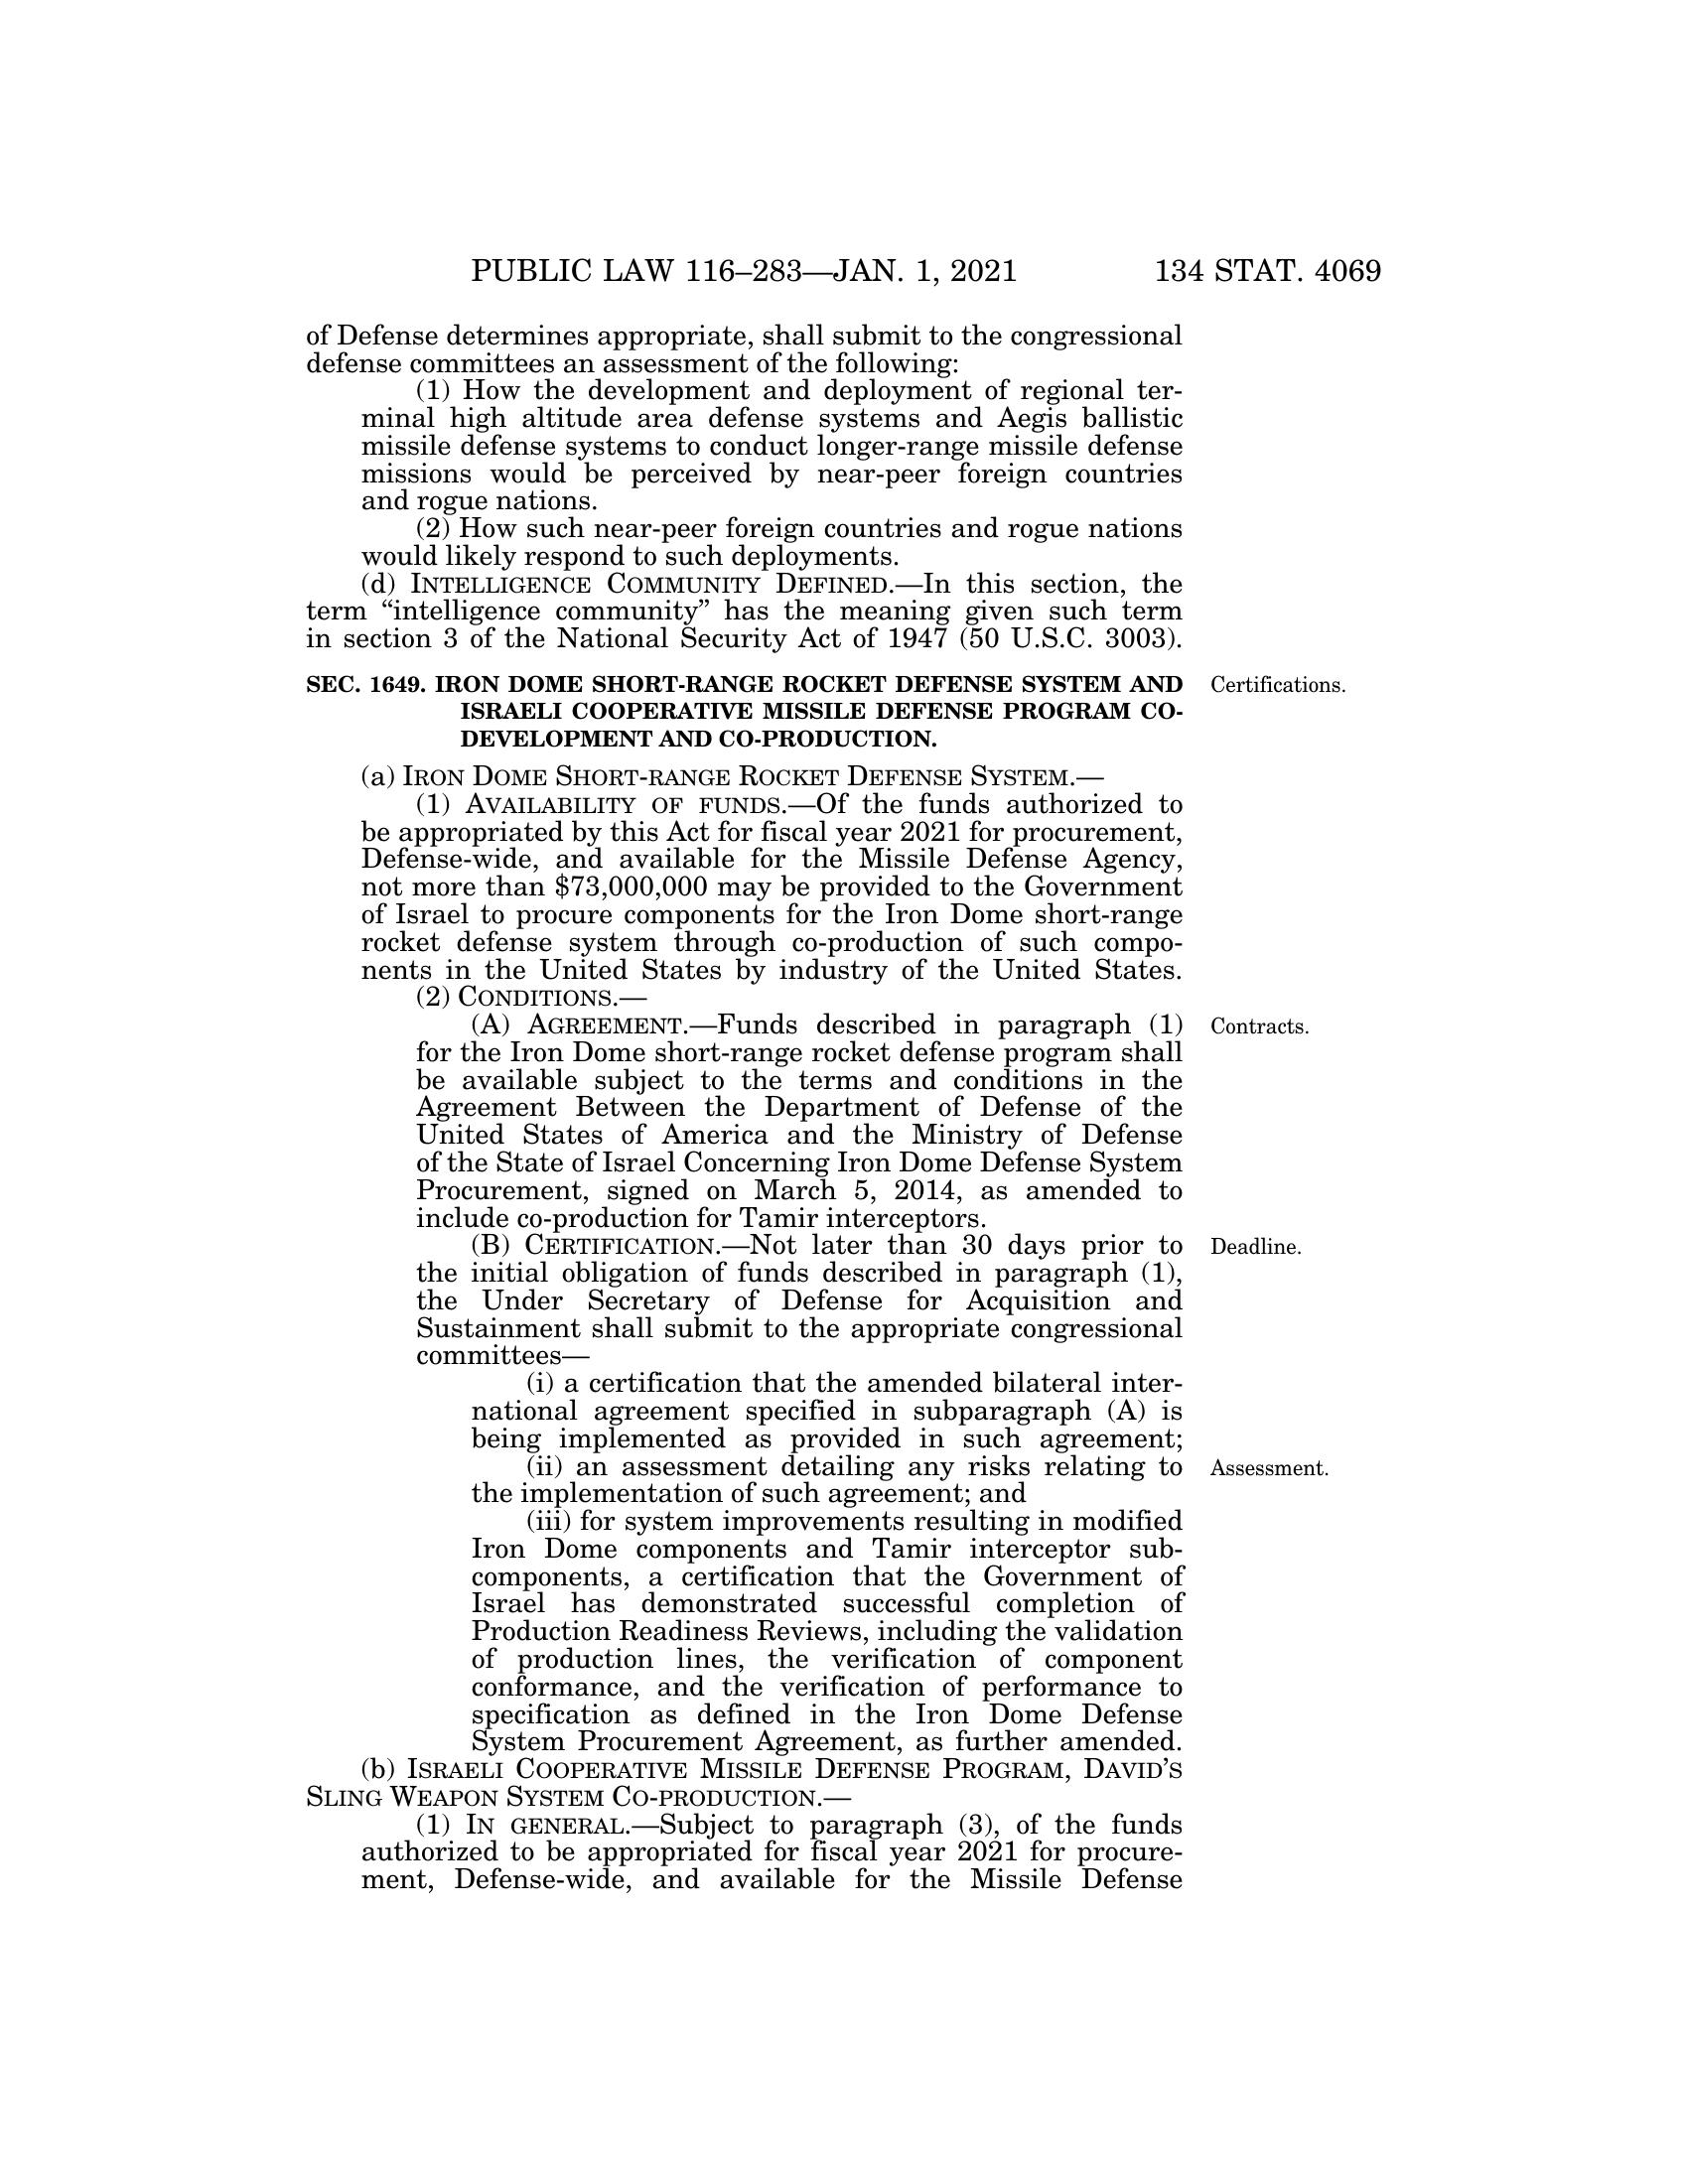 PUBLIC LAW 116–283—JAN. 1, 2021 134 STAT. 4069
of Defense determines appropriate, shall submit to the congressional
defense committees an assessment of the following:
(1) How the development and deployment of regional ter-
minal high altitude area defense systems and Aegis ballistic
missile defense systems to conduct longer-range missile defense
missions would be perceived by near-peer foreign countries
and rogue nations.
(2) How such near-peer foreign countries and rogue nations
would likely respond to such deployments.
(d) INTELLIGENCE COMMUNITY DEFINED.—In this section, the
term “intelligence community” has the meaning given such term
in section 3 of the National Security Act of 1947 (50 U.S.C. 3003).
SEC. 1649. IRON DOME SHORT-RANGE ROCKET DEFENSE SYSTEM AND
ISRAELI COOPERATIVE MISSILE DEFENSE PROGRAM CO-
DEVELOPMENT AND CO-PRODUCTION.
Certifications.
(a) IRON DOME SHORT-RANGE ROCKET DEFENSE SYSTEM.—
(1) AVAILABILITY OF FUNDS.—Of the funds authorized to
be appropriated by this Act for fiscal year 2021 for procurement,
Defense-wide, and available for the Missile Defense Agency,
not more than $73,000,000 may be provided to the Government
of Israel to procure components for the Iron Dome short-range
rocket defense system through co-production of such compo-
nents in the United States by industry of the United States.
(2) CONDITIONS.—
(A) AGREEMENT.—Funds described in paragraph (1)
for the Iron Dome short-range rocket defense program shall
be available subject to the terms and conditions in the
Agreement Between the Department of Defense of the
United States of America and the Ministry of Defense
of the State of Israel Concerning Iron Dome Defense System
Procurement, signed on March 5, 2014, as amended to
include co-production for Tamir interceptors.
Contracts.
(B) CERTIFICATION.—Not later than 30 days prior to
the initial obligation of funds described in paragraph (1),
the Under Secretary of Defense for Acquisition and
Sustainment shall submit to the appropriate congressional
committees—
Deadline.
(i) a certification that the amended bilateral inter-
national agreement specified in subparagraph (A) is
being implemented as provided in such agreement;
(ii) an assessment detailing any risks relating to
the implementation of such agreement; and
Assessment.
(iii) for system improvements resulting in modified
Iron Dome components and Tamir interceptor sub-
components, a certification that the Government of
Israel has demonstrated successful completion of
Production Readiness Reviews, including the validation
of production lines, the verification of component
conformance, and the verification of performance to
specification as defined in the Iron Dome Defense
System Procurement Agreement, as further amended.
(b) ISRAELI COOPERATIVE MISSILE DEFENSE PROGRAM, DAVID’S
SLING WEAPON SYSTEM CO-PRODUCTION.—
(1) IN GENERAL.—Subject to paragraph (3), of the funds
authorized to be appropriated for fiscal year 2021 for procure-
ment, Defense-wide, and available for the Missile Defense